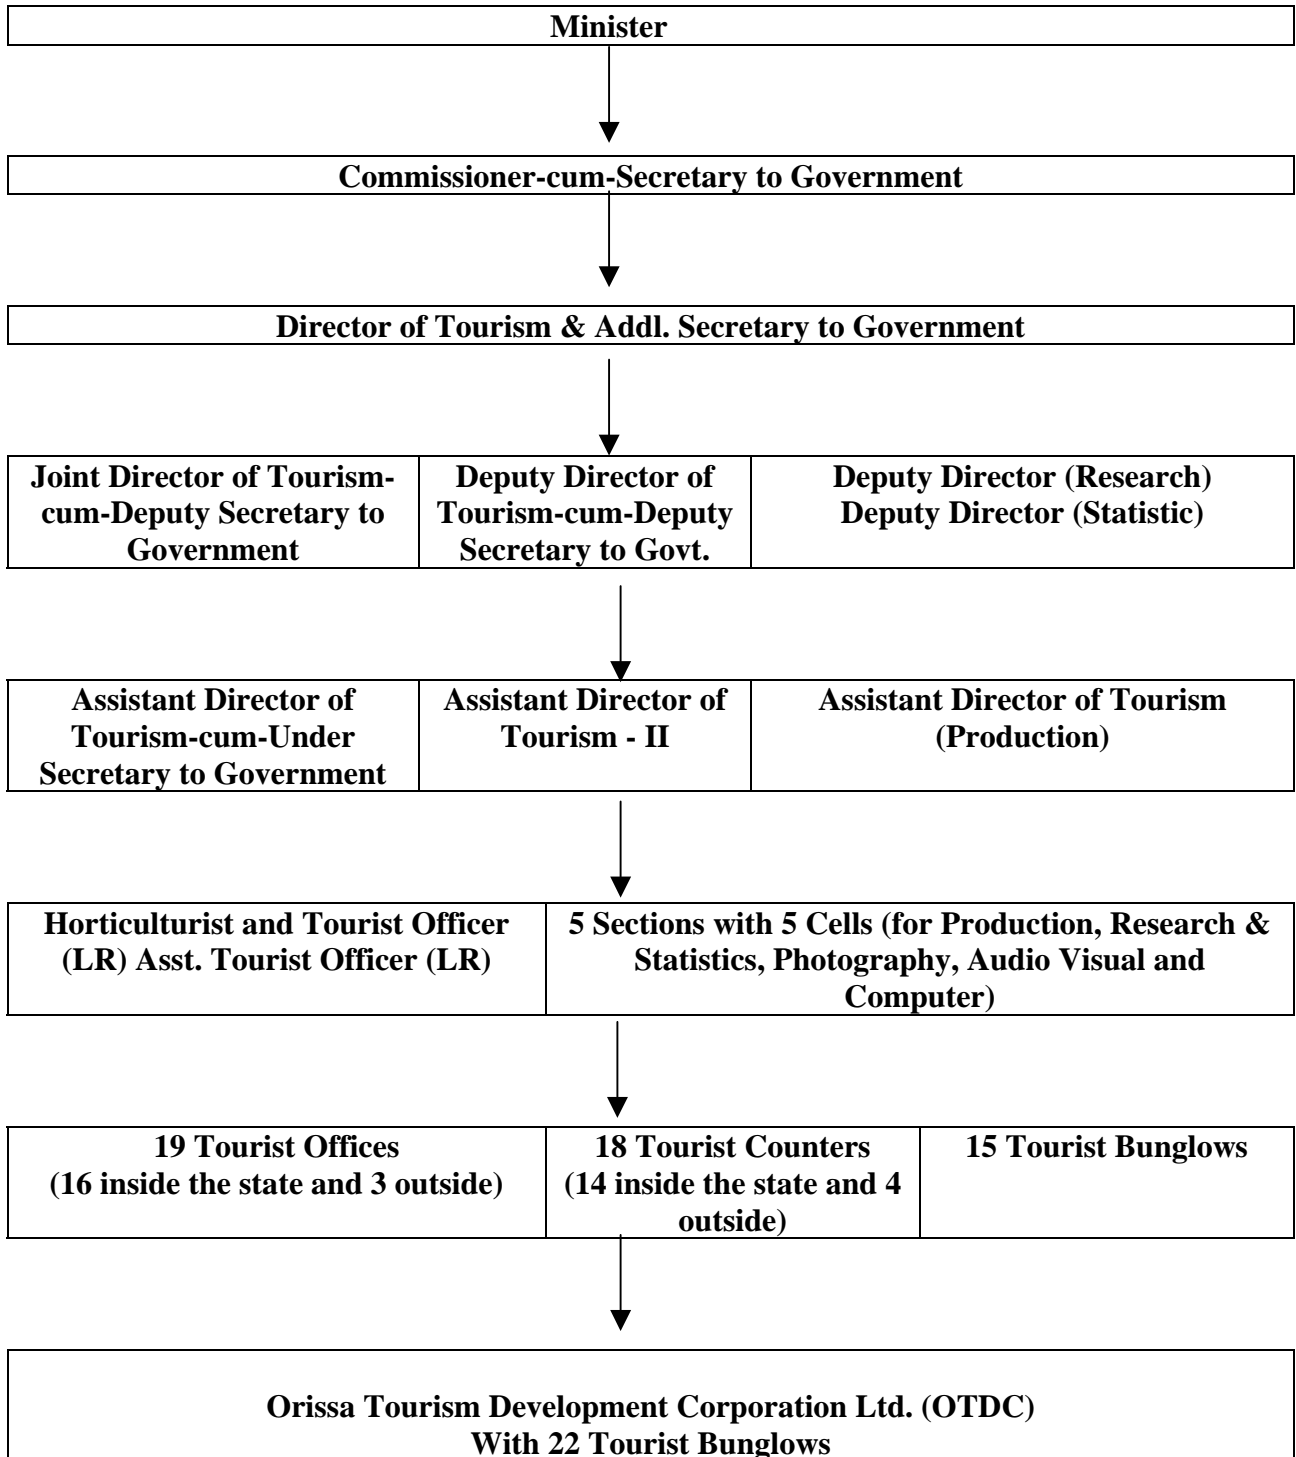 Minister
Commissioner-cum-Secretary to Government
Director of Tourism & Addl. Secretary to Government
Joint Director of Tourism-
cum-Deputy Secretary to
Government
Deputy Director of
Tourism-cum-Deputy
Secretary to Govt.
Deputy Director (Research)
Deputy Director (Statistic)
Assistant Director of
Tourism-cum-Under
Secretary to Government
Assistant Director of
Tourism - II
Assistant Director of Tourism
(Production)
Horticulturist and Tourist Officer
(LR) Asst. Tourist Officer (LR)
5 Sections with 5 Cells (for Production, Research &
Statistics, Photography, Audio Visual and
Computer)
19 Tourist Offices
(16 inside the state and 3 outside)
18 Tourist Counters
(14 inside the state and 4
outside)
15 Tourist Bunglows
Orissa Tourism Development Corporation Ltd. (OTDC)
With 22 Tourist Bunglows